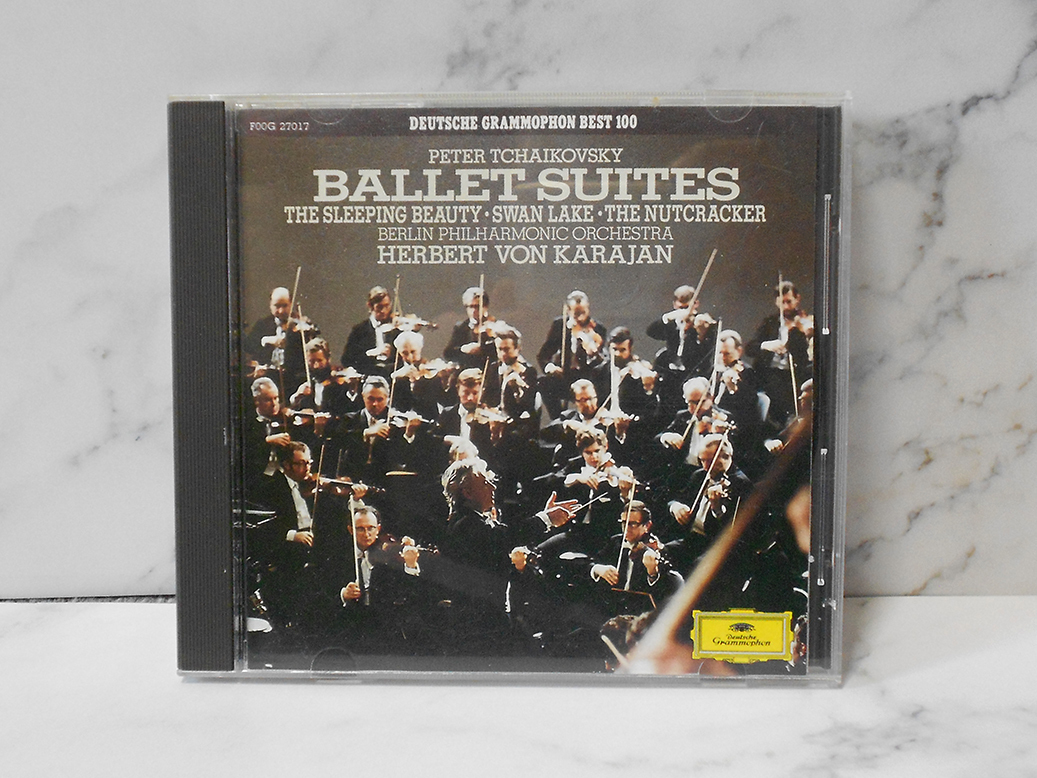 F00G 27017
DEUTSCHE GRAMMOPHON BEST 100
PETER TCHAIKOVSKY
BALLET SUITES
THE SLEEPING BEAUTY · SWAN LAKE · THE NUTCRACKER
BERLIN PHILHARMONIC ORCHESTRA
HERBERT VON KARAJAN
Deutsche
Grammophon